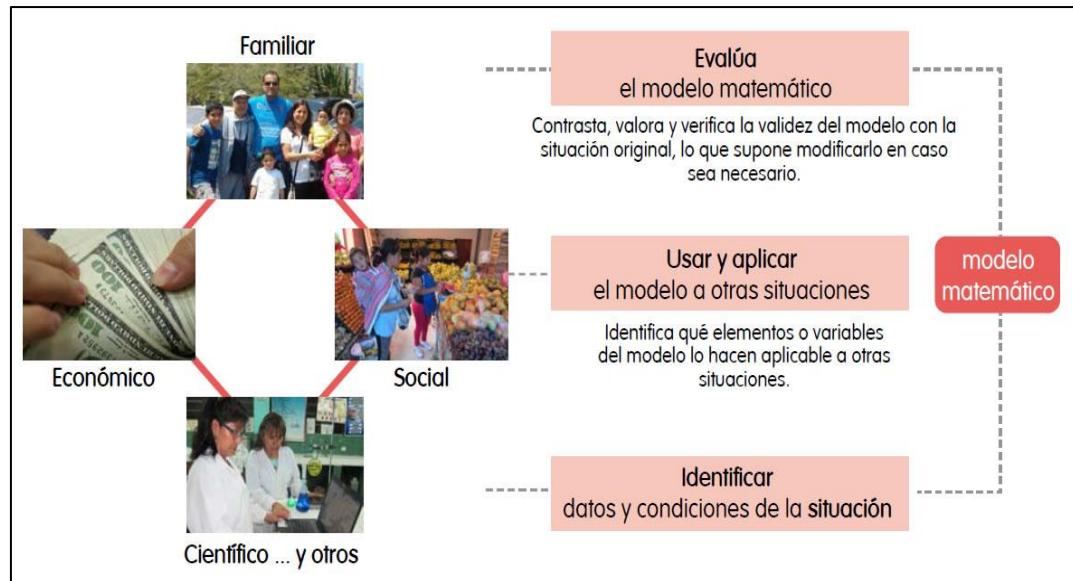 Familiar
Económico
Social
Científico ... y otros
Evalúa
el modelo matemático
Contrasta, valora y verifica la validez del modelo con la
situación original, lo que supone modificarlo en caso
sea necesario.
Usar y aplicar
el modelo a otras situaciones
Identifica qué elementos o variables
del modelo lo hacen aplicable a otras
situaciones.
Identificar
datos y condiciones de la situación
modelo
matemático